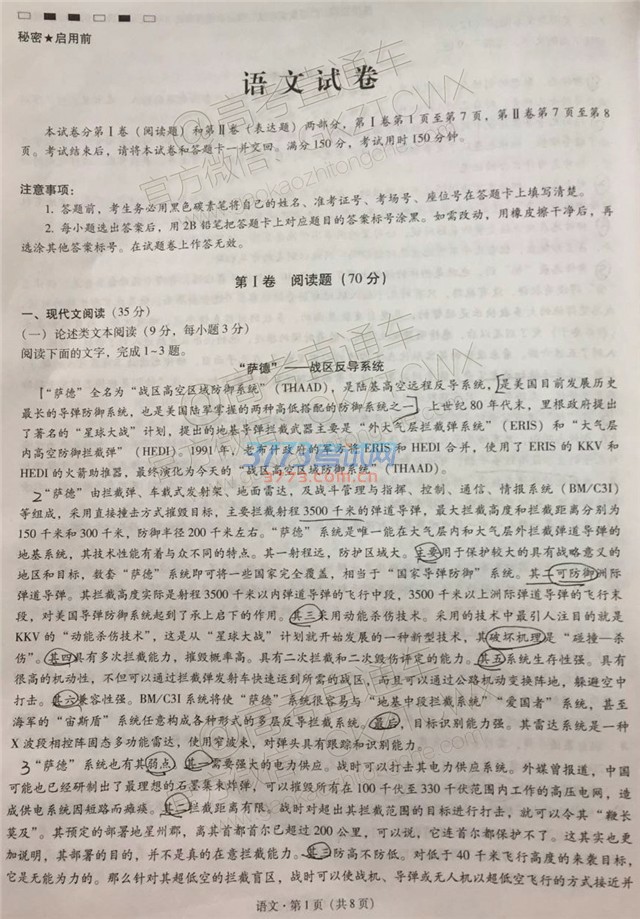 秘密★启用前
语文试卷
本试卷分第Ⅰ卷(阅读题)和第Ⅱ卷(表达题)两部分,第Ⅰ卷第1页至第7页,第Ⅱ卷第7页至第8
页。考试结束后,请将本试卷和答题卡一并交回。满分150分,考试用时150分钟。
注意事项:
1. 答题前,考生务必用黑色碳素笔将自己的姓名、准考证号、考场号、座位号在答题卡上填写清楚。
2. 每小题选出答案后,用2B铅笔把答题卡上对应题目的答案标号涂黑。如需改动,用橡皮擦干净后,再
选涂其他答案标号。在试题卷上作答无效。
第Ⅰ卷 阅读题(70分)
一、现代文阅读(35分)
(一)论述类文本阅读(9分,每小题3分)
阅读下面的文字,完成1~3题。
“萨德”——战区反导系统
1“萨德”全名为“战区高空区域防御系统”(THAAD),是陆基高空远程反导系统,是美国目前发展历史
最长的导弹防御系统,也是美国陆军掌握的两种高低搭配的防御系统之一。上世纪80年代末,里根政府提出
了著名的“星球大战”计划,提出的地基导弹拦截武器主要是“外大气层拦截弹系统”(ERIS)和“大气层
内高空防御拦截弹”(HEDI)。1991年,老布什政府的主张将ERIS和HEDI合并,使用了ERIS的KKV和
HEDI的火箭助推器,最终演化为今天的“战区高空区域防御系统”(THAAD)。
2“萨德”由拦截弹、车载式发射架、地面雷达,及战斗管理与指挥、控制、通信、情报系统(BM/C3I)
等组成,采用直接撞击方式摧毁目标,主要拦截射程3500千米的弹道导弹,最大拦截高度和拦截距离分别为
150千米和300千米,防御半径200千米左右。“萨德”系统是唯一能在大气层内和大气层外拦截弹道导弹的
地基系统,其技术性能有着与众不同的特点。其一射程远,防护区域大。主要用于保护较大的具有战略意义的
地区和目标,数套“萨德”系统即可将一些国家完全覆盖,相当于“国家导弹防御”系统。其二可防御洲际
弹道导弹。其拦截高度实际是射程3500千米以内弹道导弹的飞行中段,3500千米以上洲际弹道导弹的飞行末
段,对美国导弹防御系统起到了承上启下的作用。其三采用动能杀伤技术。采用的技术中最引人注目的就是
KKV的“动能杀伤技术”,这是从“星球大战”计划就开始发展的一种新型技术,其破坏机理是“碰撞—杀
伤”。其四具有多次拦截能力,摧毁概率高。具有二次拦截和二次毁伤评定的能力。其五系统生存性强。具有
很高的机动性,不但可以通过拦截弹发射车快速运到所需的战区,而且可以通过公路机动变换阵地,躲避空中
打击。其六兼容性强。BM/C3I系统将使“萨德”系统很容易与“地基中段拦截系统”“爱国者”系统,甚至
海军的“宙斯盾”系统任意构成各种形式的多层反导拦截系统。最后,目标识别能力强。其雷达系统是一种
X波段相控阵固态多功能雷达,使用窄波束,对弹头具有跟踪和识别能力。
3“萨德”系统也有其弱点。其一需要强大的电力供应。战时可以打击其电力供应系统。外媒曾报道,中国
可能也已经研制出了最理想的石墨集束炸弹,可以摧毁所有在100千伏至330千伏范围内工作的高压电网,造
成供电系统因短路而瘫痪。其二拦截距离有限。战时对超出其拦截范围的目标进行打击,就可以令其“鞭长
莫及”。其预定的部署地星州郡,离其首都首尔已超过200公里,可以说,它连首尔都保护不了。这其实也更
加说明,其部署的目的,并不是真的在意拦截能力。其三防高不防低。对低于40千米飞行高度的来袭目标,
它是无能为力的。那么针对其超低空的拦截盲区,战时可以使战机、导弹或无人机以超低空飞行的方式接近并
语文·第1页(共8页)
@高考直通车
官方微信:GKZTCWX
www.gaokaozhitongche.com
3773考试网
3773.com.cn